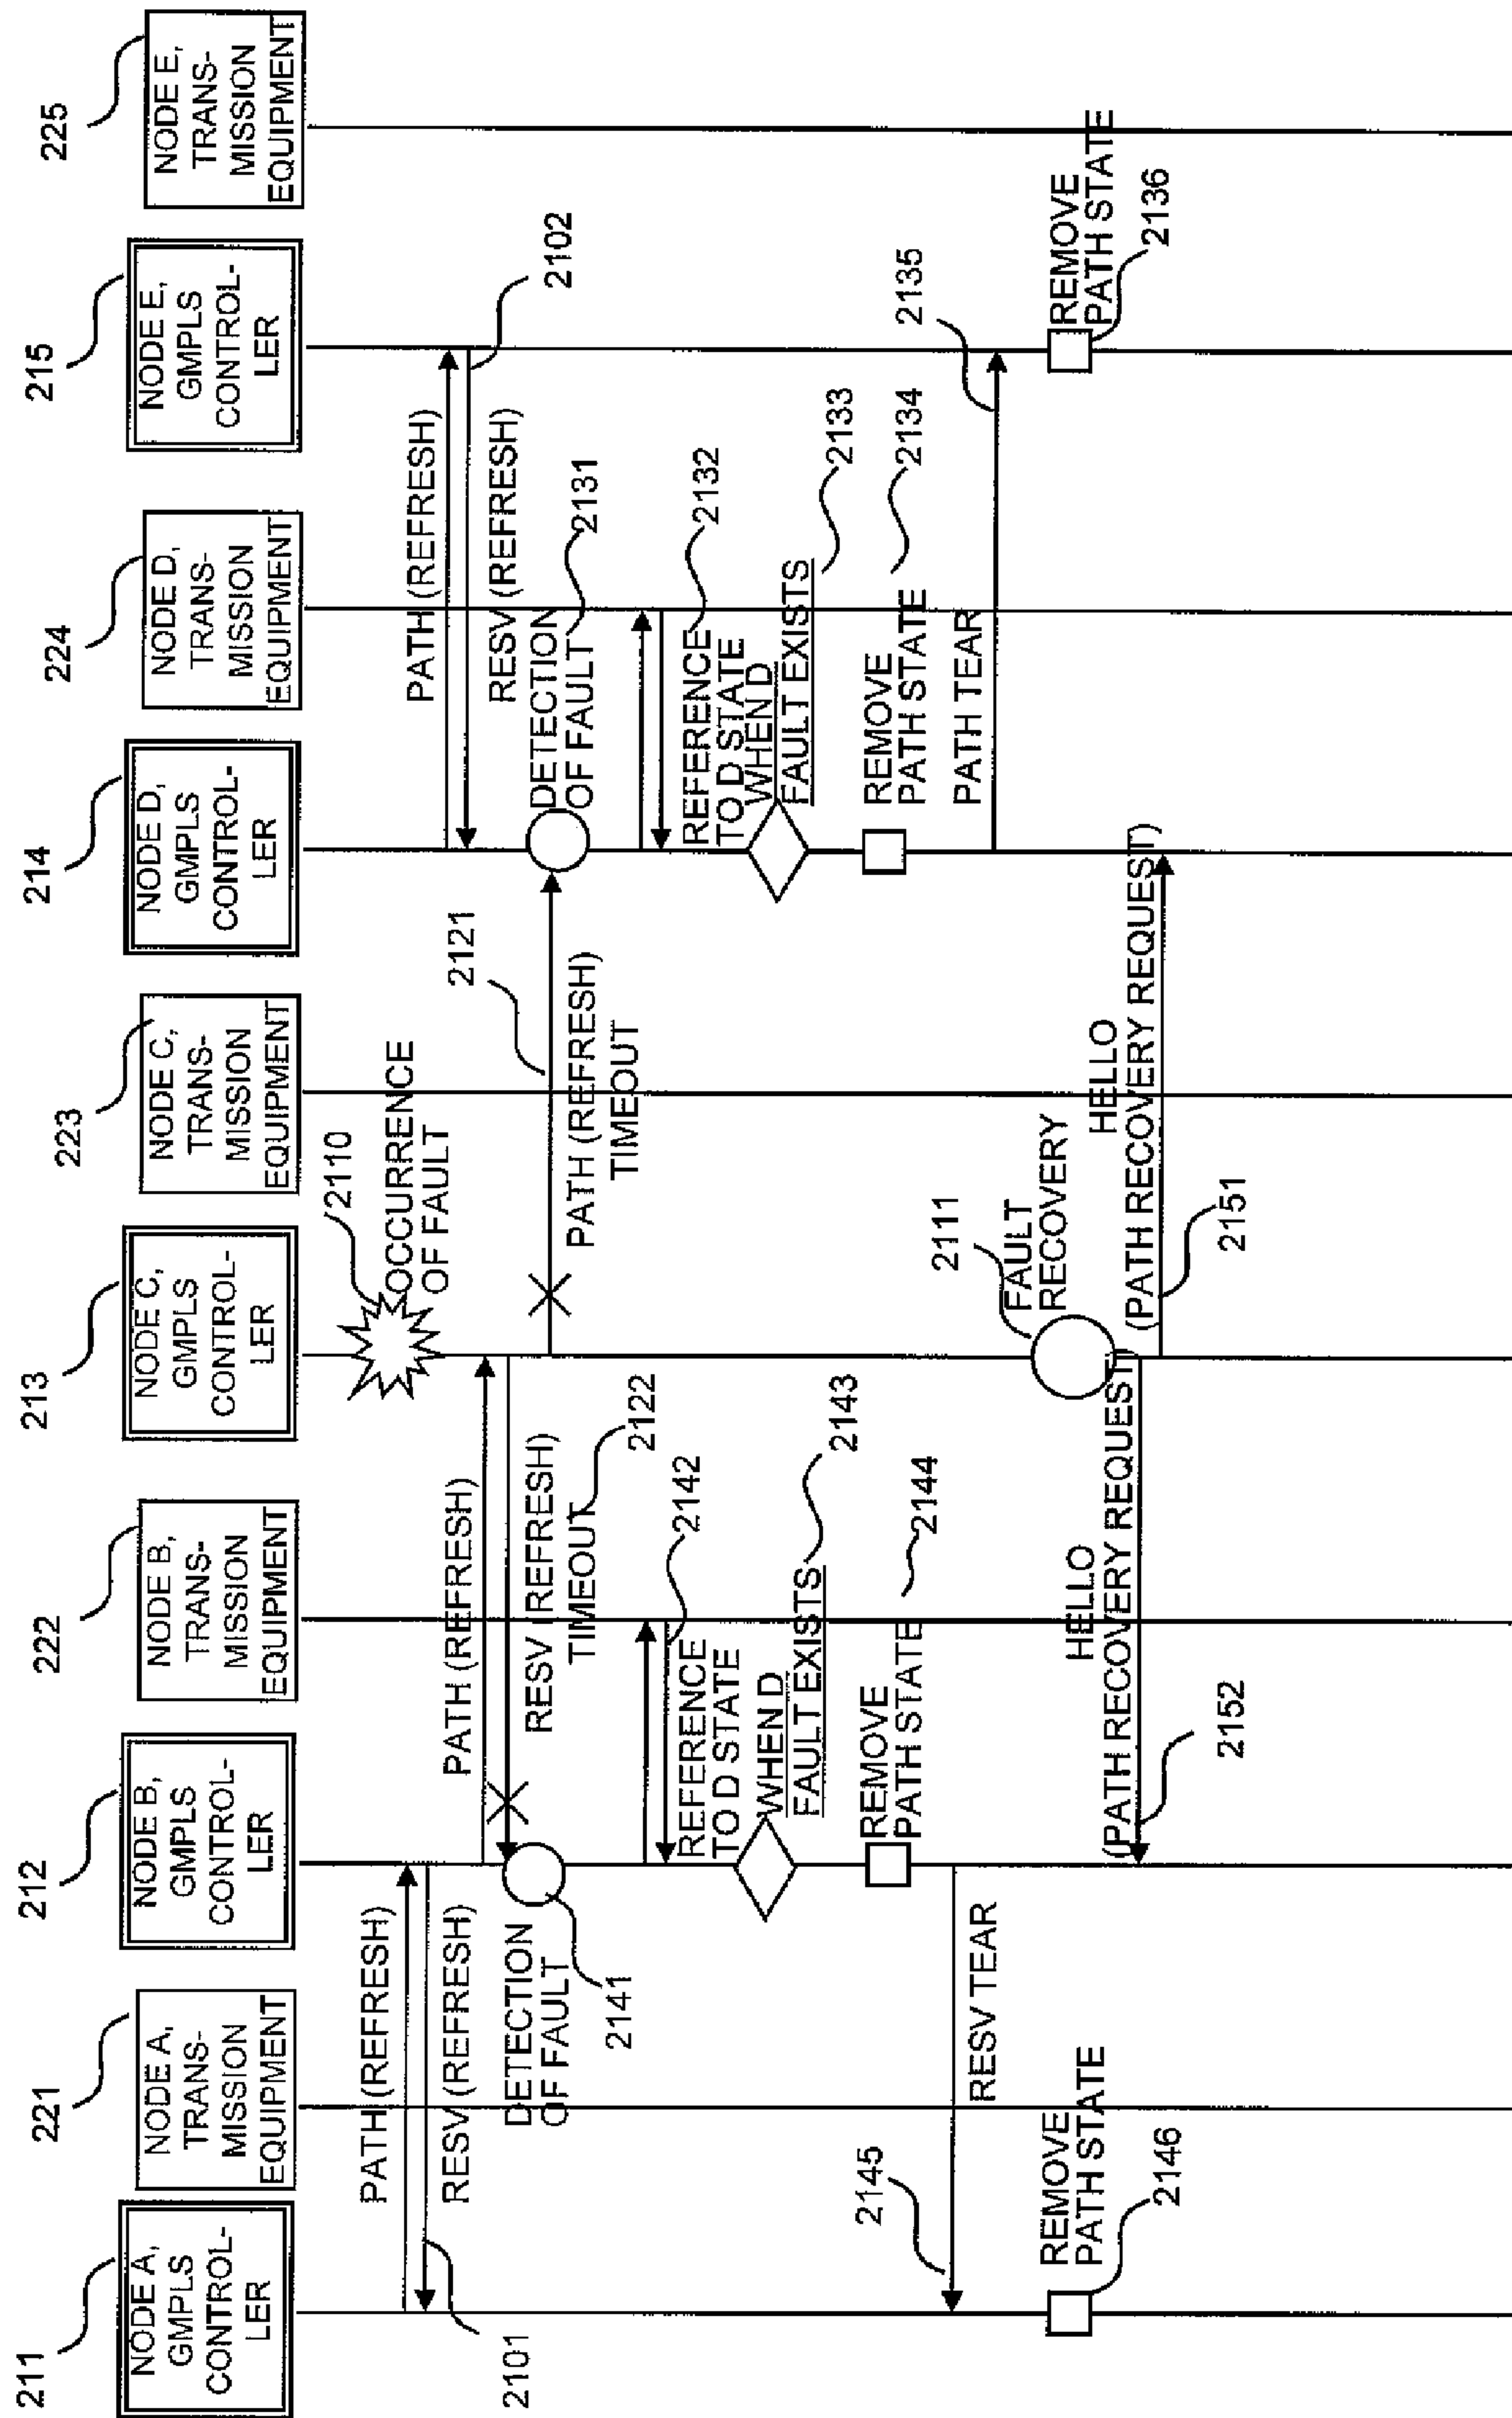 211
NODE A,
GMPLS
CONTROL-
LER
221
NODE A,
TRANS-
MISSION
EQUIPMENT
212
NODE B,
GMPLS
CONTROL-
LER
222
NODE B,
TRANS-
MISSION
EQUIPMENT
213
NODE C,
GMPLS
CONTROL-
LER
223
NODE C,
TRANS-
MISSION
EQUIPMENT
214
NODE D,
GMPLS
CONTROL-
LER
224
NODE D,
TRANS-
MISSION
EQUIPMENT
215
NODE E,
GMPLS
CONTROL-
LER
225
NODE E,
TRANS-
MISSION
EQUIPMENT
2110
OCCURRENCE
OF FAULT
PATH (REFRESH)
RESV (REFRESH)
2101
PATH (REFRESH)
RESV (REFRESH)
TIMEOUT
2122
2121
PATH (REFRESH)
TIMEOUT
PATH (REFRESH)
RESV (REFRESH)
2102
DETECTION
OF FAULT
2141
DETECTION
OF FAULT
2131
2142
REFERENCE
TO D STATE
WHEN D
FAULT EXISTS
2143
REMOVE
PATH STATE
2144
2132
REFERENCE
TO D STATE
WHEN D
FAULT EXISTS
2133
REMOVE
PATH STATE
2134
PATH TEAR
2135
2145
RESV TEAR
REMOVE
PATH STATE
2146
REMOVE
PATH STATE
2136
2111
FAULT
RECOVERY
HELLO
(PATH RECOVERY REQUEST)
2152
HELLO
(PATH RECOVERY REQUEST)
2151